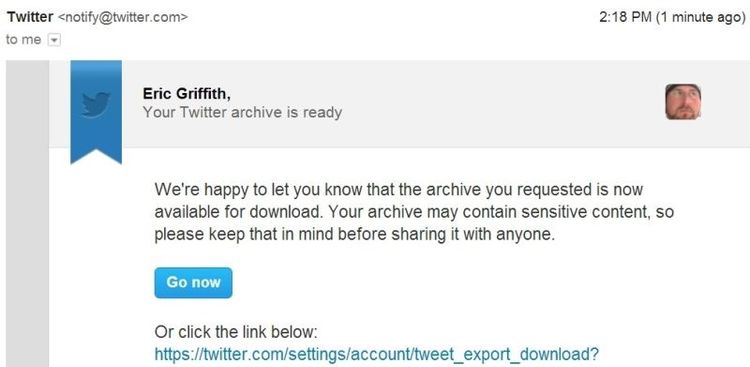 Twitter <notify@twitter.com> 2:18 PM (1 minute ago)
to me
Eric Griffith,
Your Twitter archive is ready
We're happy to let you know that the archive you requested is now
available for download. Your archive may contain sensitive content, so
please keep that in mind before sharing it with anyone.
Go now
Or click the link below:
https://twitter.com/settings/account/tweet_export_download?